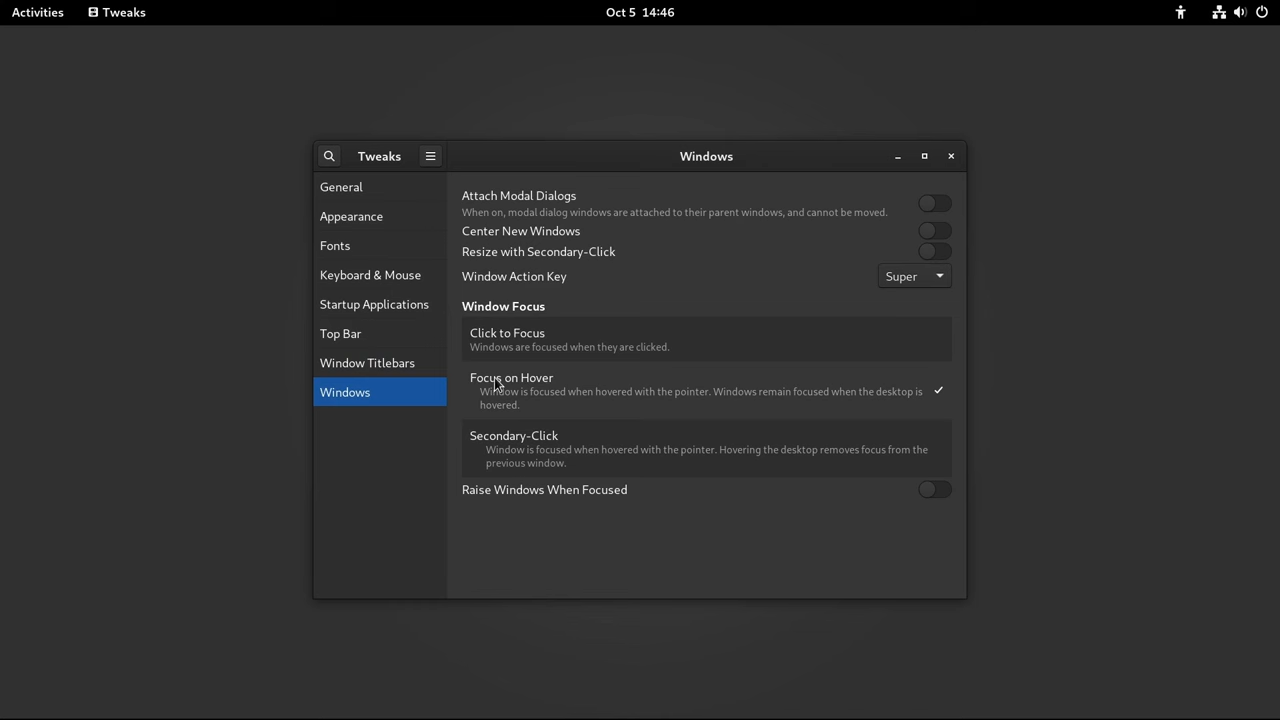 Activities
Tweaks
Oct 5 14:46
Tweaks
Windows
General
Appearance
Fonts
Keyboard & Mouse
Startup Applications
Top Bar
Window Titlebars
Windows
Attach Modal Dialogs
When on, modal dialog windows are attached to their parent windows, and cannot be moved.
Center New Windows
Resize with Secondary-Click
Window Action Key
Super
Window Focus
Click to Focus
Windows are focused when they are clicked.
Focus on Hover
Window is focused when hovered with the pointer. Windows remain focused when the desktop is
hovered.
Secondary-Click
Window is focused when hovered with the pointer. Hovering the desktop removes focus from the
previous window.
Raise Windows When Focused